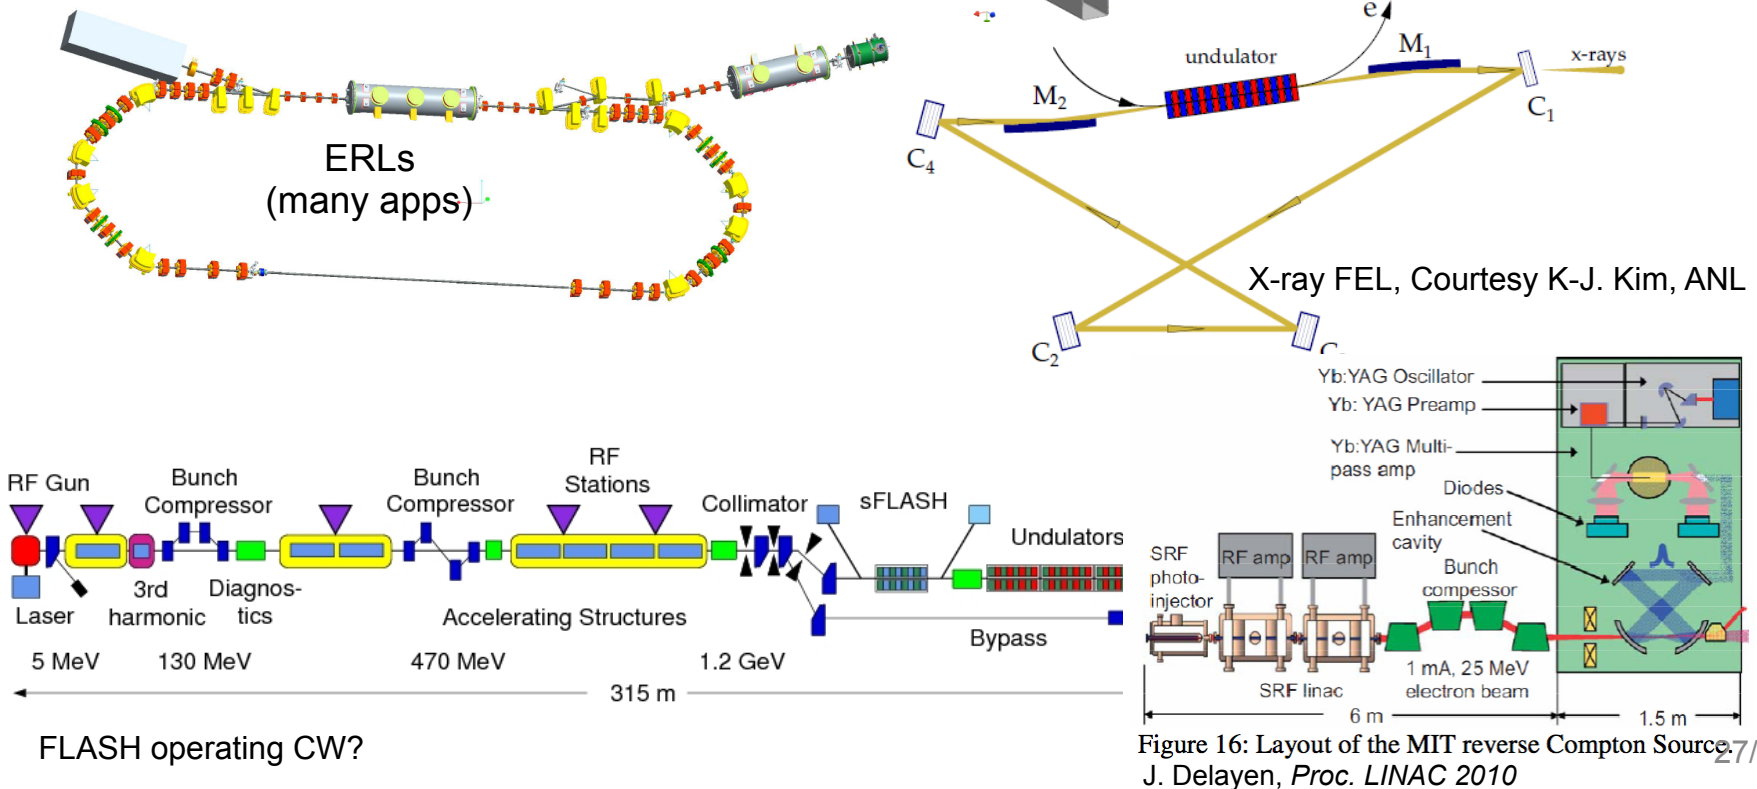 ERLs
(many apps)
e
M1
undulator
x-rays
M2
C1
C4
X-ray FEL, Courtesy K-J. Kim, ANL
C2
RF Gun
Bunch
Compressor
Bunch
Compressor
RF
Stations
Collimator
sFLASH
Undulators
Laser
3rd
harmonic
Diagnos-
tics
Accelerating Structures
Bypass
5 MeV
130 MeV
470 MeV
1.2 GeV
315 m
FLASH operating CW?
Yb:YAG Oscillator
Yb: YAG Preamp
Yb:YAG Multi-
pass amp
Diodes
Enhancement
cavity
SRF
photo-
injector
RF amp
RF amp
Bunch
compessor
1 mA, 25 MeV
electron beam
SRF linac
6 m
1.5 m
Figure 16: Layout of the MIT reverse Compton Source.
27/
J. Delayen, Proc. LINAC 2010